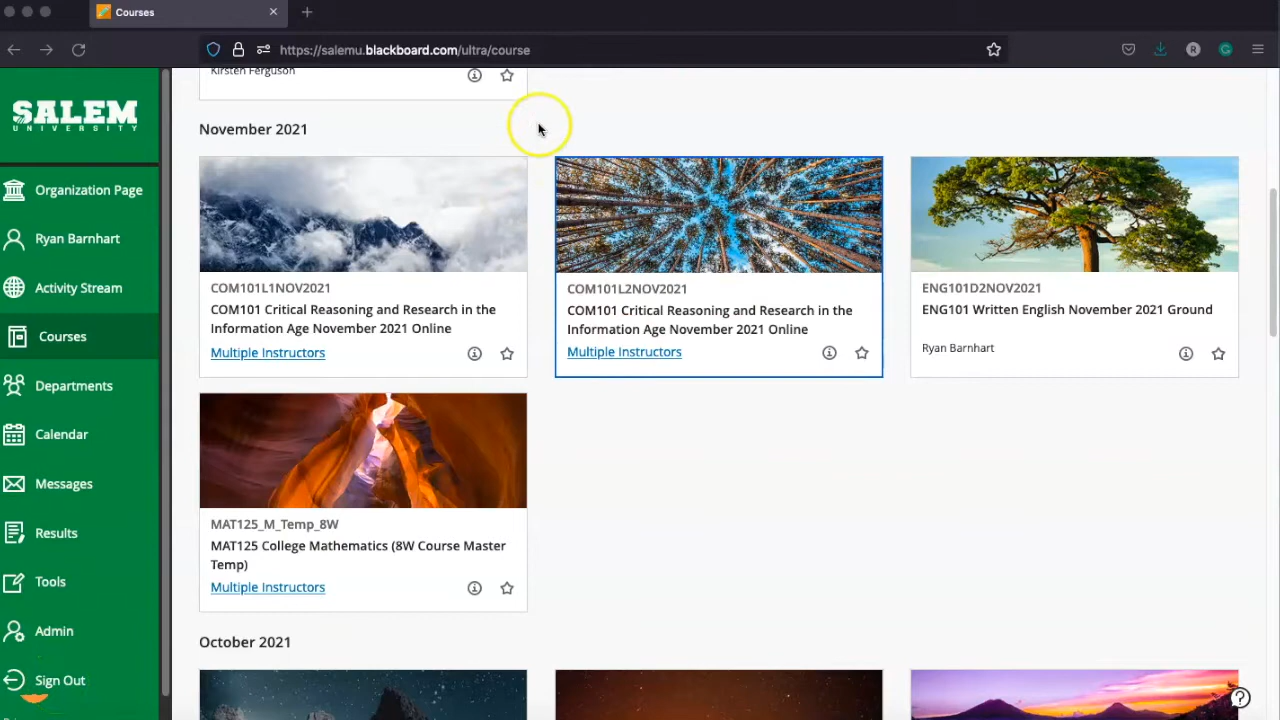 Courses
https://salemu.blackboard.com/ultra/course
R
G
SALEM
UNIVERSITY
Organization Page
Ryan Barnhart
Activity Stream
Courses
Departments
Calendar
Messages
Results
Tools
Admin
Sign Out
Kirsten Ferguson
November 2021
COM101L1NOV2021
COM101 Critical Reasoning and Research in the
Information Age November 2021 Online
Multiple Instructors
COM101L2NOV2021
COM101 Critical Reasoning and Research in the
Information Age November 2021 Online
Multiple Instructors
ENG101D2NOV2021
ENG101 Written English November 2021 Ground
Ryan Barnhart
MAT125_M_Temp_8W
MAT125 College Mathematics (8W Course Master
Temp)
Multiple Instructors
October 2021